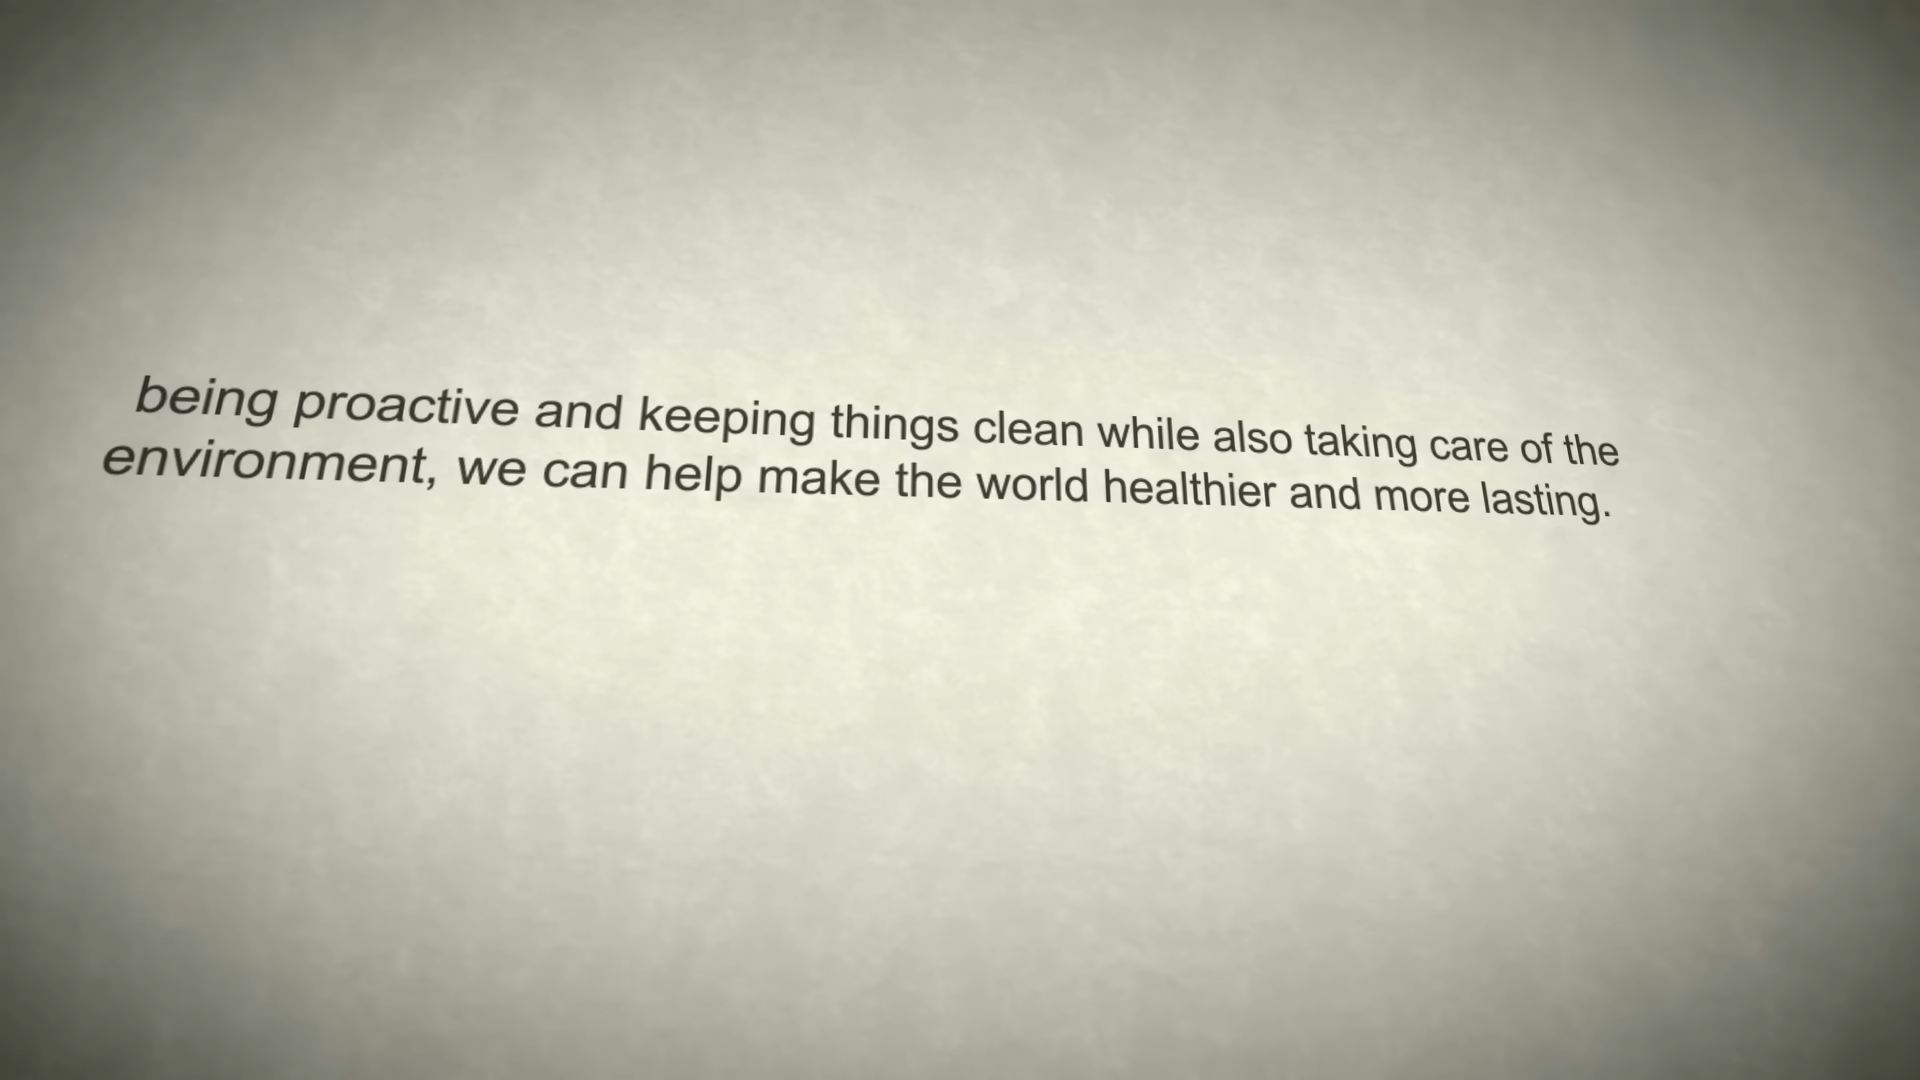 being proactive and keeping things clean while also taking care of the
environment, we can help make the world healthier and more lasting.